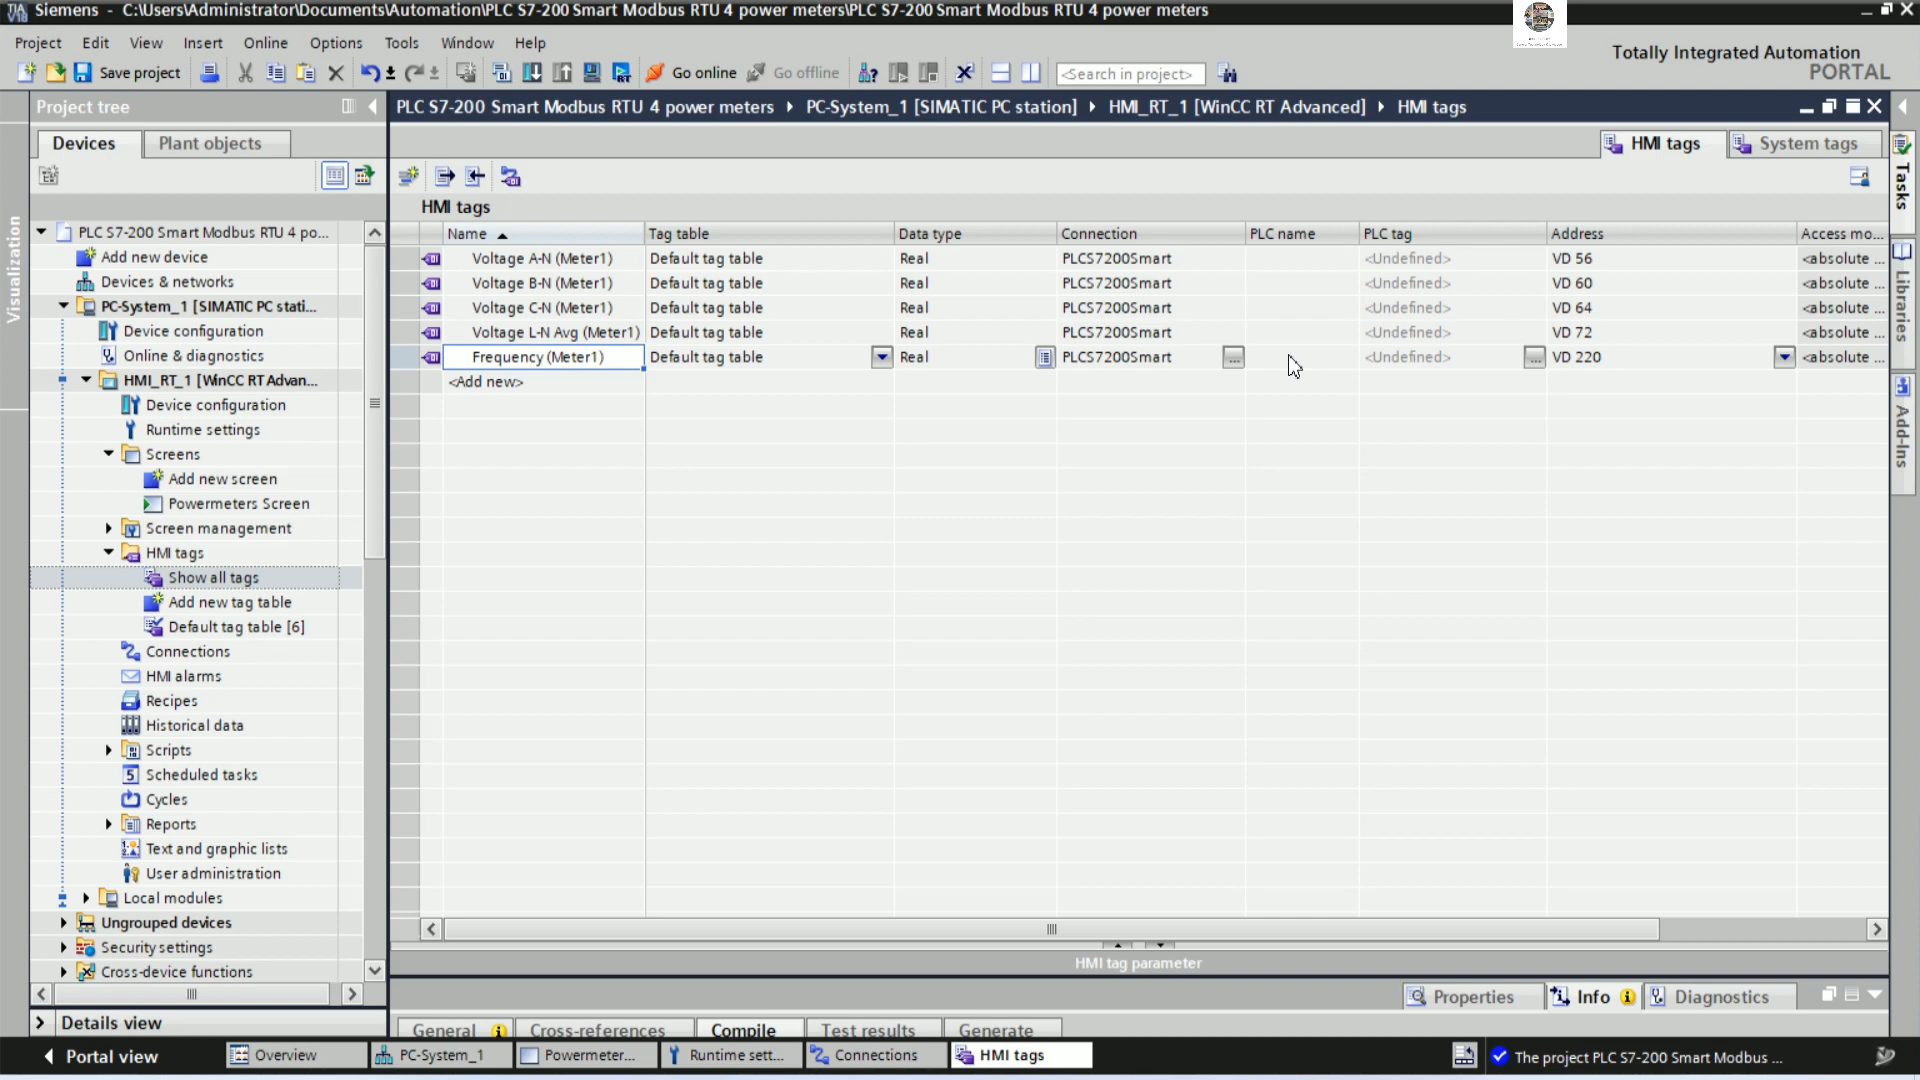 Siemens - C:\Users\Administrator\Documents\Automation\PLC S7-200 Smart Modbus RTU 4 power meters\PLC S7-200 Smart Modbus RTU 4 power meters
Project Edit View Insert Online Options Tools Window Help
Totally Integrated Automation
PORTAL
Save project Go online Go offline <Search in project>
Project tree
PLC S7-200 Smart Modbus RTU 4 power meters PC-System_1 [SIMATIC PC station] HMI_RT_1 [WinCC RT Advanced] HMI tags
Devices Plant objects
HMI tags System tags
HMI tags
Name Tag table Data type Connection PLC name PLC tag Address Access mo...
Voltage A-N (Meter1) Default tag table Real PLCS7200Smart <Undefined> VD 56 <absolute ...
Voltage B-N (Meter1) Default tag table Real PLCS7200Smart <Undefined> VD 60 <absolute ...
Voltage C-N (Meter1) Default tag table Real PLCS7200Smart <Undefined> VD 64 <absolute ...
Voltage L-N Avg (Meter1) Default tag table Real PLCS7200Smart <Undefined> VD 72 <absolute ...
Frequency (Meter1) Default tag table Real PLCS7200Smart ... <Undefined> ... VD 220 <absolute ...
<Add new>
PLC S7-200 Smart Modbus RTU 4 po...
Add new device
Devices & networks
PC-System_1 [SIMATIC PC stati...
Device configuration
Online & diagnostics
HMI_RT_1 [WinCC RT Advan...
Device configuration
Runtime settings
Screens
Add new screen
Powermeters Screen
Screen management
HMI tags
Show all tags
Add new tag table
Default tag table [6]
Connections
HMI alarms
Recipes
Historical data
Scripts
Scheduled tasks
Cycles
Reports
Text and graphic lists
User administration
Local modules
Ungrouped devices
Security settings
Cross-device functions
Details view
Visualization
Tasks
Libraries
Add-Ins
HMI tag parameter
Properties Info Diagnostics
General Cross-references Compile Test results Generate
Portal view Overview PC-System_1 Powermeter... Runtime sett... Connections HMI tags The project PLC S7-200 Smart Modbus ...